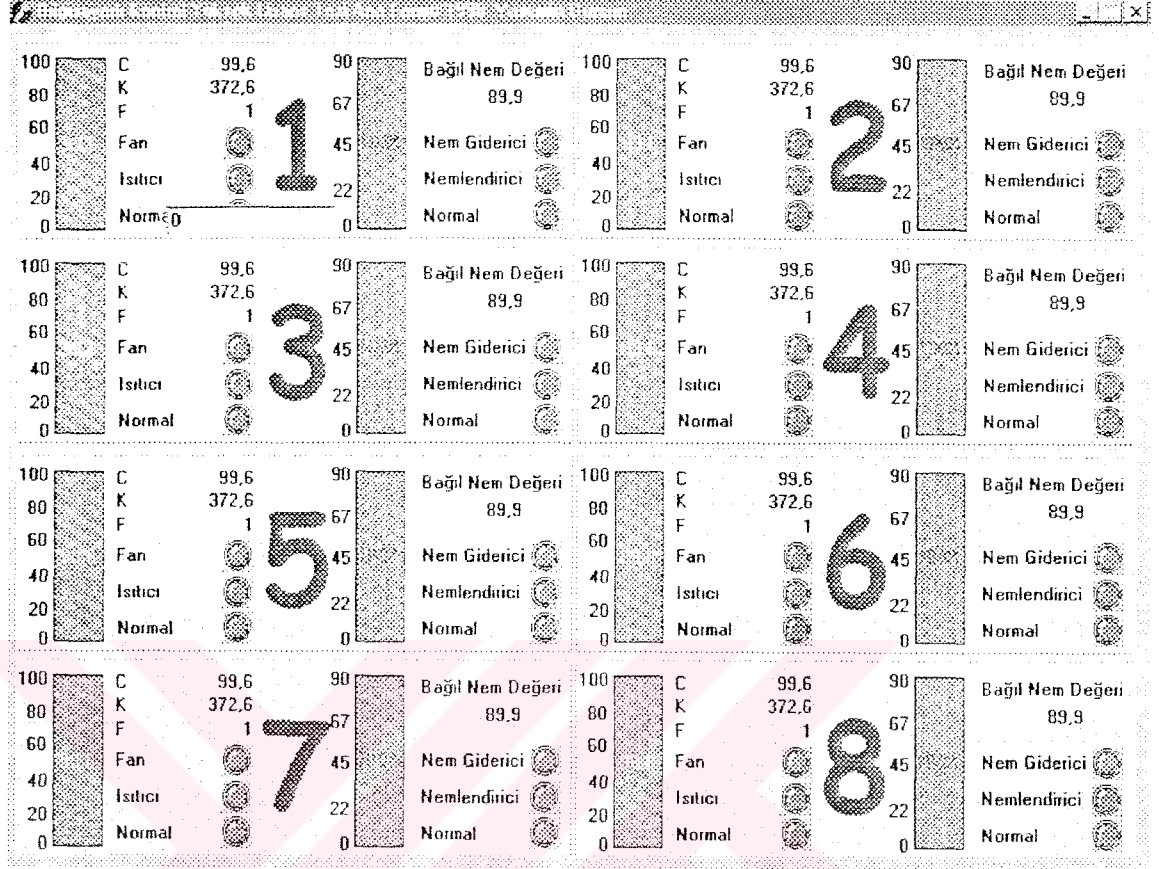 100 C 99,6 90 Bağıl Nem Değeri
80 K 372,6 89,9
F 1 67
60 Fan 45 Nem Giderici
40 Isıtıcı 1 Nemlendirici
20 22
0 Norma 0 0 Normal
100 C 99,6 90 Bağıl Nem Değeri
80 K 372,6 89,9
F 1 67
60 Fan 2 45 Nem Giderici
40 Isıtıcı Nemlendirici
20 22
0 Normal 0 Normal
100 C 99,6 90 Bağıl Nem Değeri
80 K 372,6 89,9
F 1 67
60 Fan 3 45 Nem Giderici
40 Isıtıcı Nemlendirici
20 22
0 Normal 0 Normal
100 C 99,6 90 Bağıl Nem Değeri
80 K 372,6 89,9
F 1 67
60 Fan 4 45 Nem Giderici
40 Isıtıcı Nemlendirici
20 22
0 Normal 0 Normal
100 C 99,6 90 Bağıl Nem Değeri
80 K 372,6 89,9
F 1 67
60 Fan 5 45 Nem Giderici
40 Isıtıcı Nemlendirici
20 22
0 Normal 0 Normal
100 C 99,6 90 Bağıl Nem Değeri
80 K 372,6 89,9
F 1 67
60 Fan 6 45 Nem Giderici
40 Isıtıcı Nemlendirici
20 22
0 Normal 0 Normal
100 C 99,6 90 Bağıl Nem Değeri
80 K 372,6 89,9
F 1 67
60 Fan 7 45 Nem Giderici
40 Isıtıcı Nemlendirici
20 22
0 Normal 0 Normal
100 C 99,6 90 Bağıl Nem Değeri
80 K 372,6 89,9
F 1 67
60 Fan 8 45 Nem Giderici
40 Isıtıcı Nemlendirici
20 22
0 Normal 0 Normal